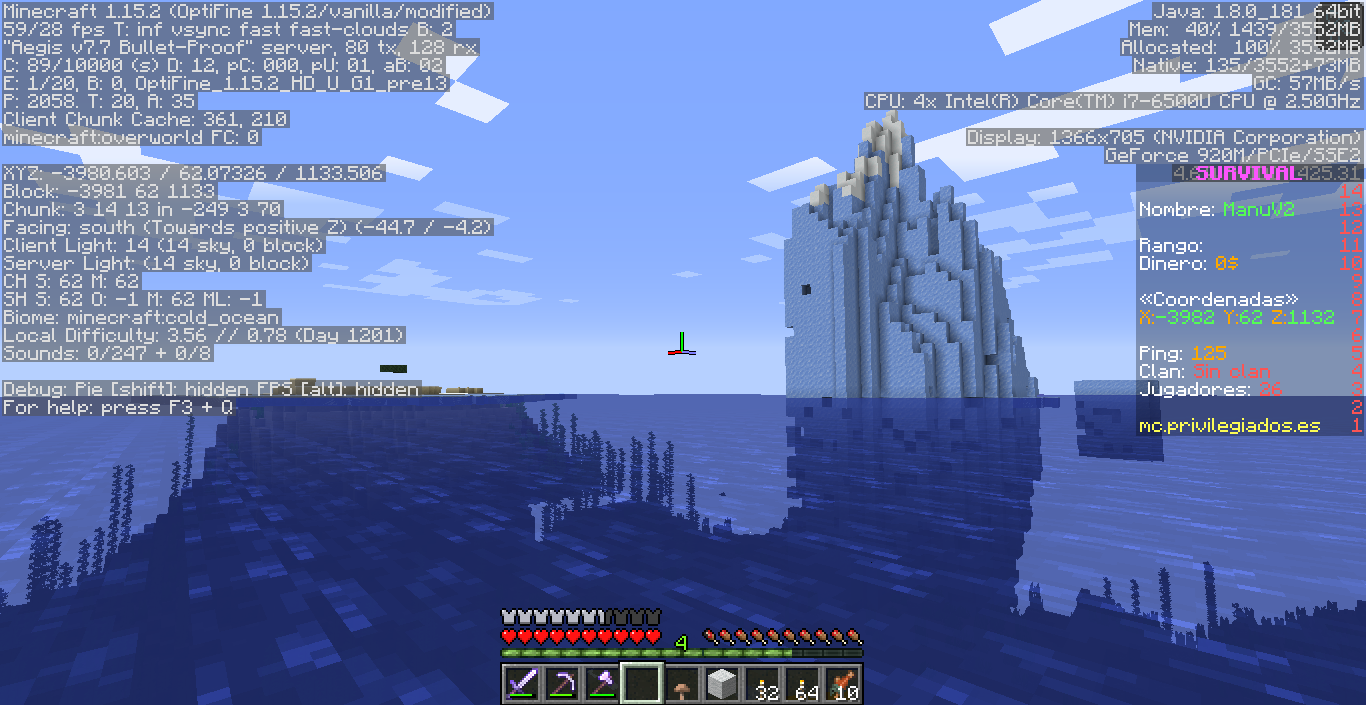 Minecraft 1.15.2 (OptiFine 1.15.2/vanilla/modified)
59/28 fps T: inf vsync fast fast-clouds B: 2
"Aegis v7.7 Bullet-Proof" server, 80 tx, 128 rx
C: 89/10000 (s) D: 12, pC: 000, pU: 01, aB: 02
E: 1/20, B: 0, OptiFine_1.15.2_HD_U_G1_pre13
P: 2058. T: 20, A: 35
Client Chunk Cache: 361, 210
minecraft:overworld FC: 0
XYZ: -3980.603 / 62.07326 / 1133.506
Block: -3981 62 1133
Chunk: 3 14 13 in -249 3 70
Facing: south (Towards positive Z) (-44.7 / -4.2)
Client Light: 14 (14 sky, 0 block)
Server Light: (14 sky, 0 block)
CH S: 62 M: 62
SH S: 62 O: -1 M: 62 ML: -1
Biome: minecraft:cold_ocean
Local Difficulty: 3.56 // 0.78 (Day 1201)
Sounds: 0/247 + 0/8
Debug: Pie [shift]: hidden FPS [alt]: hidden
For help: press F3 + Q
Java: 1.8.0_181 64bit
Mem: 40% 1439/3552MB
Allocated: 100% 3552MB
Native: 135/3552+73MB
GC: 57MB/s
CPU: 4x Intel(R) Core(TM) i7-6500U CPU @ 2.50GHz
Display: 1366x705 (NVIDIA Corporation)
GeForce 920M/PCIe/SSE2
SURVIVAL 425.31
14
Nombre: ManuV2 13
12
Rango: 11
Dinero: 0$ 10
9
«Coordenadas» 8
X:-3982 Y:62 Z:1132 7
6
Ping: 125 5
Clan: Sin clan 4
Jugadores: 26 3
2
mc.privilegiados.es 1
4
32 64 10